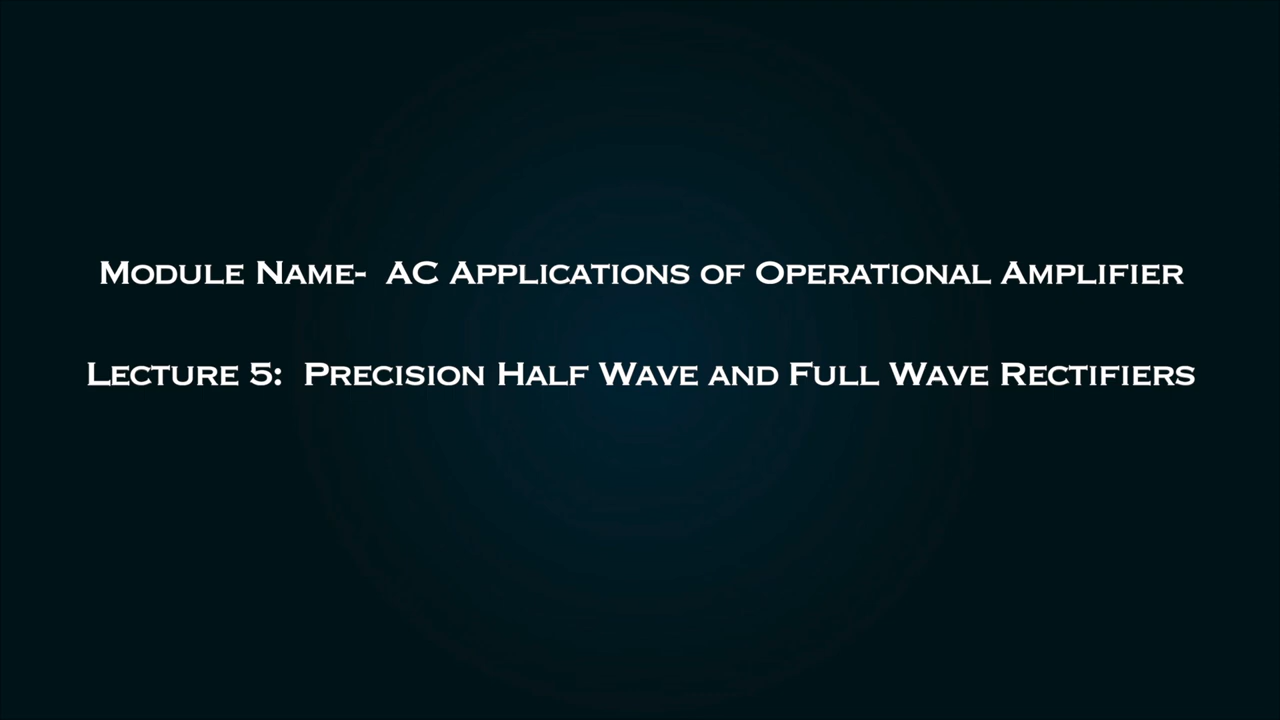 Module Name-  AC Applications of Operational Amplifier
Lecture 5:  Precision Half Wave and Full Wave Rectifiers